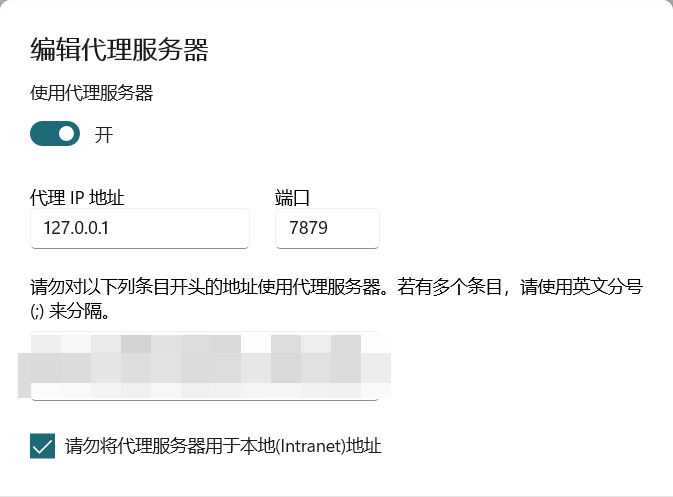 编辑代理服务器
使用代理服务器
开
代理 IP 地址
端口
127.0.0.1
7879
请勿对以下列条目开头的地址使用代理服务器。若有多个条目，请使用英文分号
(;) 来分隔。
请勿将代理服务器用于本地(Intranet)地址